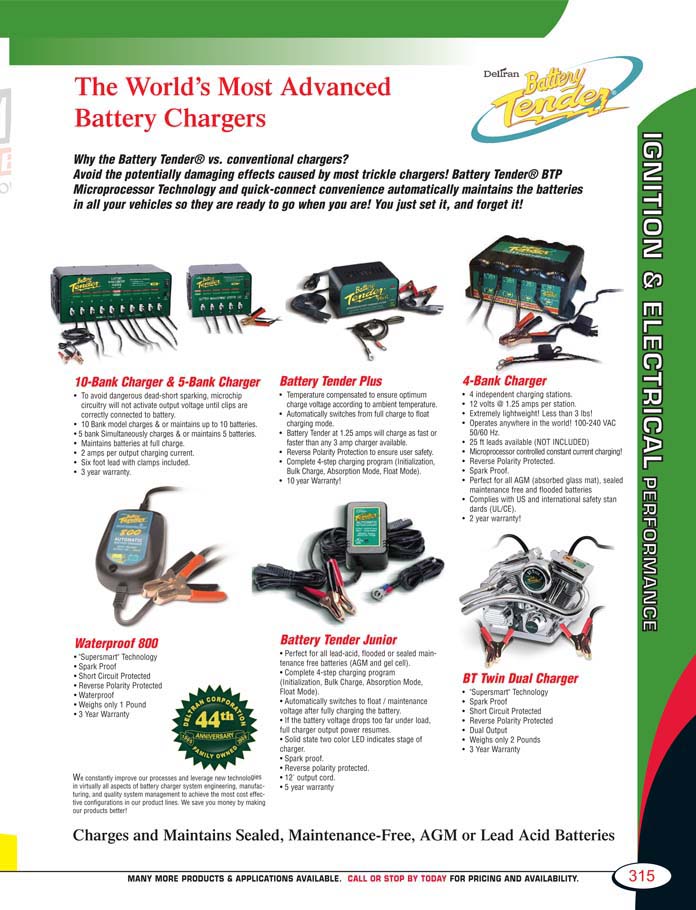 The World's Most Advanced
Battery Chargers
Deltran
Battery
Tender
Why the Battery Tender® vs. conventional chargers?
Avoid the potentially damaging effects caused by most trickle chargers! Battery Tender® BTP
Microprocessor Technology and quick-connect convenience automatically maintains the batteries
in all your vehicles so they are ready to go when you are! You just set it, and forget it!
IGNITION & ELECTRICAL PERFORMANCE
10-Bank Charger & 5-Bank Charger
• To avoid dangerous dead-short sparking, microchip
circuitry will not activate output voltage until clips are
correctly connected to battery.
• 10 Bank model charges & or maintains up to 10 batteries.
• 5 bank Simultaneously charges & or maintains 5 batteries.
• Maintains batteries at full charge.
• 2 amps per output charging current.
• Six foot lead with clamps included.
• 3 year warranty.
Battery Tender Plus
• Temperature compensated to ensure optimum
charge voltage according to ambient temperature.
• Automatically switches from full charge to float
charging mode.
• Battery Tender at 1.25 amps will charge as fast or
faster than any 3 amp charger available.
• Reverse Polarity Protection to ensure user safety.
• Complete 4-step charging program (Initialization,
Bulk Charge, Absorption Mode, Float Mode).
• 10 year Warranty!
4-Bank Charger
• 4 independent charging stations.
• 12 volts @ 1.25 amps per station.
• Extremely lightweight! Less than 3 lbs!
• Operates anywhere in the world! 100-240 VAC
50/60 Hz.
• 25 ft leads available (NOT INCLUDED)
• Microprocessor controlled constant current charging!
• Reverse Polarity Protected.
• Spark Proof.
• Perfect for all AGM (absorbed glass mat), sealed
maintenance free and flooded batteries
• Complies with US and international safety stan
dards (UL/CE).
• 2 year warranty!
Waterproof 800
• "Supersmart" Technology
• Spark Proof
• Short Circuit Protected
• Reverse Polarity Protected
• Waterproof
• Weighs only 1 Pound
• 3 Year Warranty
DELTRAN CORPORATION
44th
ANNIVERSARY
FAMILY OWNED
We constantly improve our processes and leverage new technologies
in virtually all aspects of battery charger system engineering, manufac-
turing, and quality system management to achieve the most cost effec-
tive configurations in our product lines. We save you money by making
our products better!
Battery Tender Junior
• Perfect for all lead-acid, flooded or sealed main-
tenance free batteries (AGM and gel cell).
• Complete 4-step charging program
(Initialization, Bulk Charge, Absorption Mode,
Float Mode).
• Automatically switches to float / maintenance
voltage after fully charging the battery.
• If the battery voltage drops too far under load,
full charger output power resumes.
• Solid state two color LED indicates stage of
charger.
• Spark proof.
• Reverse polarity protected.
• 12' output cord.
• 5 year warranty
BT Twin Dual Charger
• "Supersmart" Technology
• Spark Proof
• Short Circuit Protected
• Reverse Polarity Protected
• Dual Output
• Weighs only 2 Pounds
• 3 Year Warranty
Charges and Maintains Sealed, Maintenance-Free, AGM or Lead Acid Batteries
MANY MORE PRODUCTS & APPLICATIONS AVAILABLE. CALL OR STOP BY TODAY FOR PRICING AND AVAILABILITY.
315